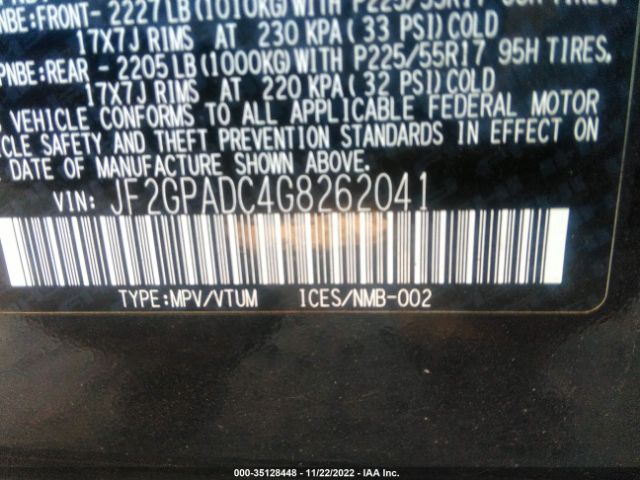 PNBE:FRONT- 2227 LB (1010KG) WITH P225/55R17 95H TIRES,
17X7J RIMS AT 230 KPA ( 33 PSI) COLD
PNBE:REAR - 2205 LB (1000KG) WITH P225/55R17 95H TIRES,
17X7J RIMS AT 220 KPA ( 32 PSI) COLD
VEHICLE CONFORMS TO ALL APPLICABLE FEDERAL MOTOR
SAFETY AND THEFT PREVENTION STANDARDS IN EFFECT ON
DATE OF MANUFACTURE SHOWN ABOVE.
VIN: JF2GPADC4G8262041
TYPE:MPV/VTUM ICES/NMB-002
000-35128448 - 11/22/2022 - IAA Inc.